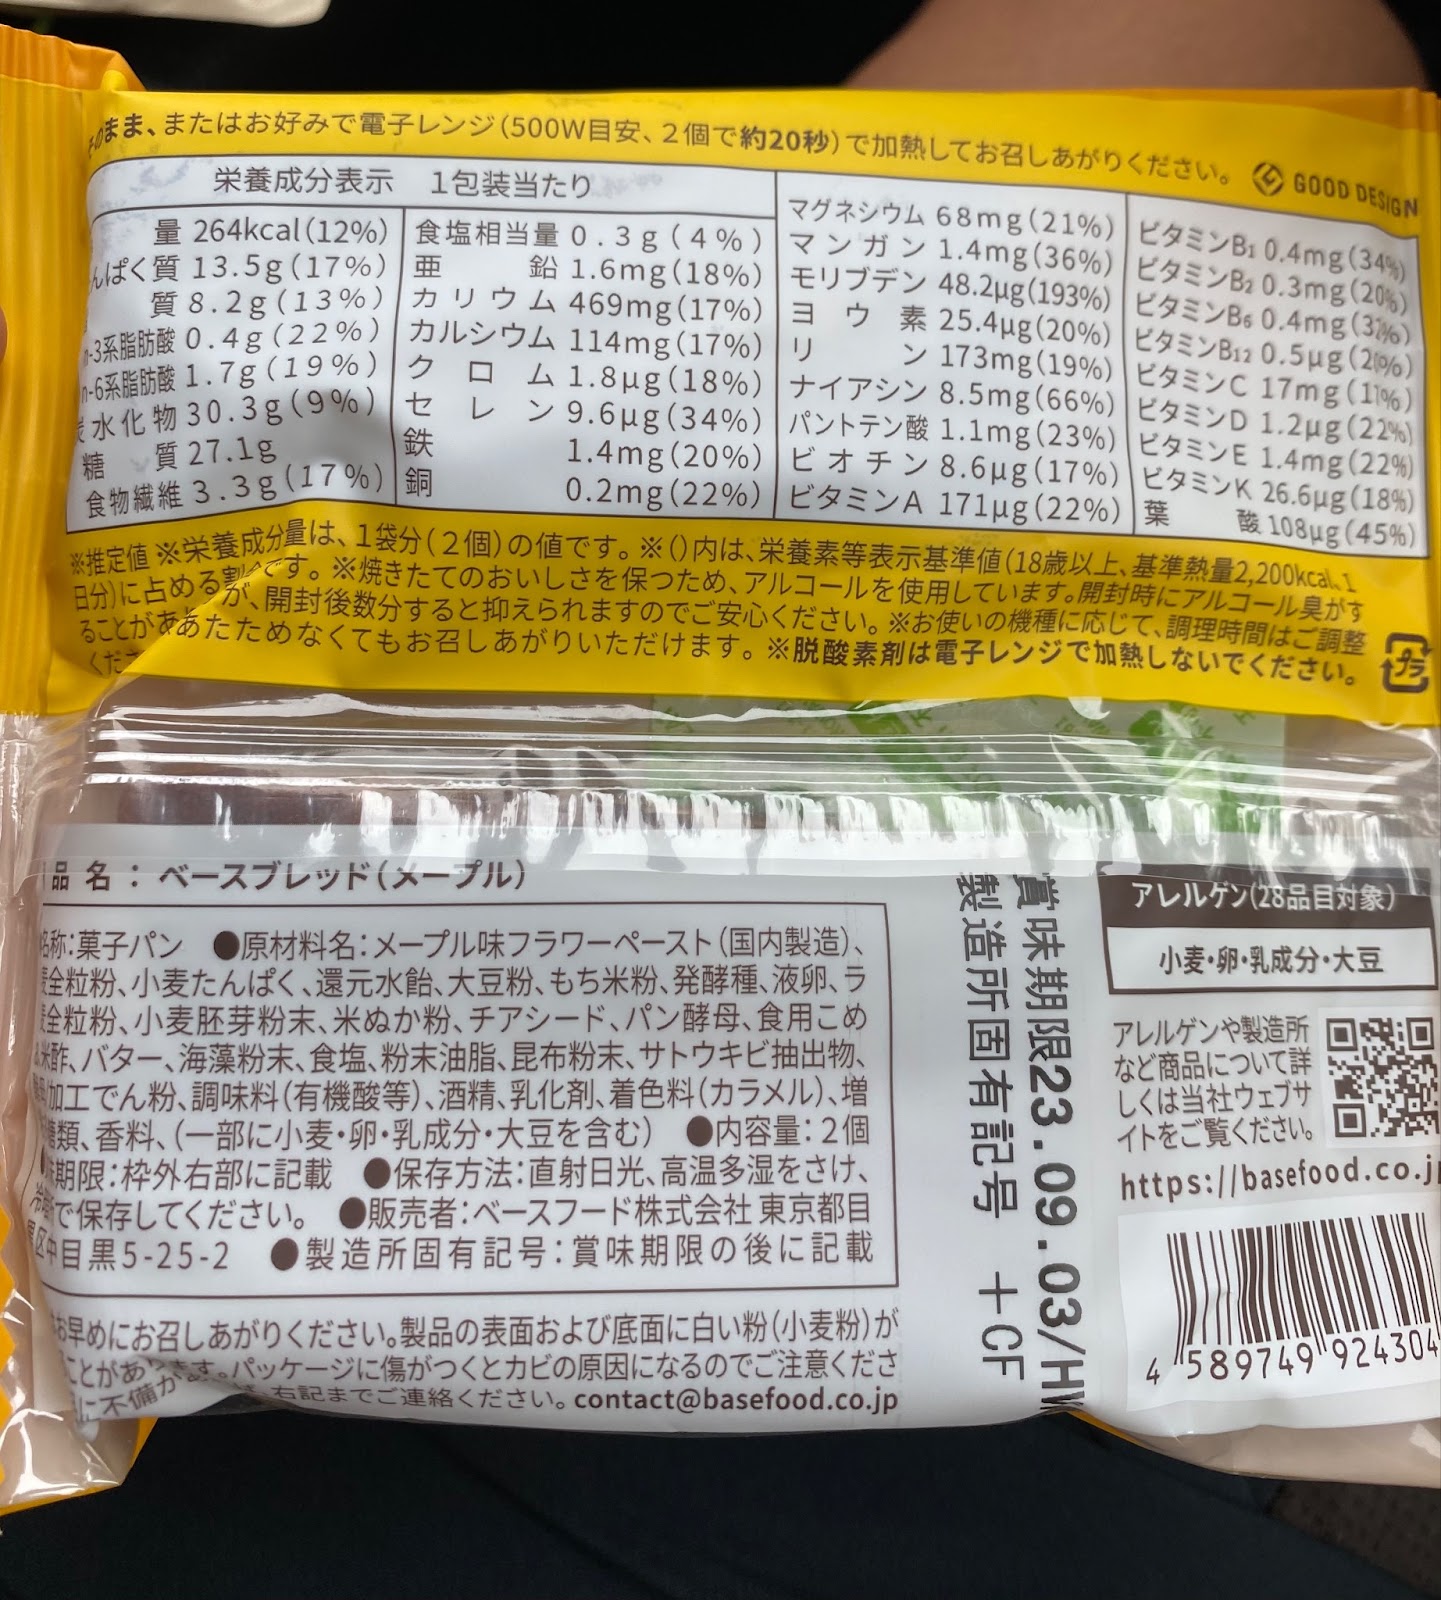 のまま、またはお好みで電子レンジ(500W目安、2個で約20秒)で加熱してお召しあがりください。
GOOD DESIGN
栄養成分表示 1包装当たり
量 264kcal(12%)
んぱく質 13.5g(17%)
質 8.2g(13%)
n-3系脂肪酸 0.4g(22%)
n-6系脂肪酸 1.7g(19%)
炭水化物 30.3g(9%)
糖質 27.1g
食物繊維 3.3g(17%)
食塩相当量 0.3g(4%)
亜鉛 1.6mg(18%)
カリウム 469mg(17%)
カルシウム 114mg(17%)
クロム 1.8μg(18%)
セレン 9.6μg(34%)
鉄 1.4mg(20%)
銅 0.2mg(22%)
マグネシウム 68mg(21%)
マンガン 1.4mg(36%)
モリブデン 48.2μg(193%)
ヨウ素 25.4μg(20%)
リン 173mg(19%)
ナイアシン 8.5mg(66%)
パントテン酸 1.1mg(23%)
ビオチン 8.6μg(17%)
ビタミンA 171μg(22%)
ビタミンB1 0.4mg(34%)
ビタミンB2 0.3mg(20%)
ビタミンB6 0.4mg
ビタミンB12 0.5μg
ビタミンC 17mg
ビタミンD 1.2μg(22%)
ビタミンE 1.4mg(22%)
ビタミンK 26.6μg(18%)
葉酸 108μg(45%)
※推定値 ※栄養成分量は、1袋分(2個)の値です。※()内は、栄養素等表示基準値(18歳以上、基準熱量2,200kcal、1
日分)に占める割合です。※焼きたてのおいしさを保つため、アルコールを使用しています。開封時にアルコール臭がす
ることがあ が、開封後数分すると抑えられますのでご安心ください。※お使いの機種に応じて、調理時間はご調整
くださ あたためなくてもお召しあがりいただけます。※脱酸素剤は電子レンジで加熱しないでください。
プラ
品名：ベースブレッド(メープル)
名称：菓子パン ●原材料名：メープル味フラワーペースト(国内製造)、
全粒粉、小麦たんぱく、還元水飴、大豆粉、もち米粉、発酵種、液卵、ラ
全粒粉、小麦胚芽粉末、米ぬか粉、チアシード、パン酵母、食用こめ
米酢、バター、海藻粉末、食塩、粉末油脂、昆布粉末、サトウキビ抽出物、
/加工でん粉、調味料(有機酸等)、酒精、乳化剤、着色料(カラメル)、増
糖類、香料、(一部に小麦・卵・乳成分・大豆を含む) ●内容量：2個
期限：枠外右部に記載 ●保存方法：直射日光、高温多湿をさけ、
で保存してください。 ●販売者：ベースフード株式会社 東京都目
区中目黒5-25-2 ●製造所固有記号：賞味期限の後に記載
お早めにお召しあがりください。製品の表面および底面に白い粉(小麦粉)が
ことがあります。パッケージに傷がつくとカビの原因になるのでご注意くださ
に不備が 右記までご連絡ください。contact@basefood.co.jp
賞味期限23.09.03/HW
製造所固有記号 +CF
アレルゲン(28品目対象)
小麦・卵・乳成分・大豆
アレルゲンや製造所
など商品について詳
しくは当社ウェブサ
イトをご覧ください。
https://basefood.co.j
4 589749 924304